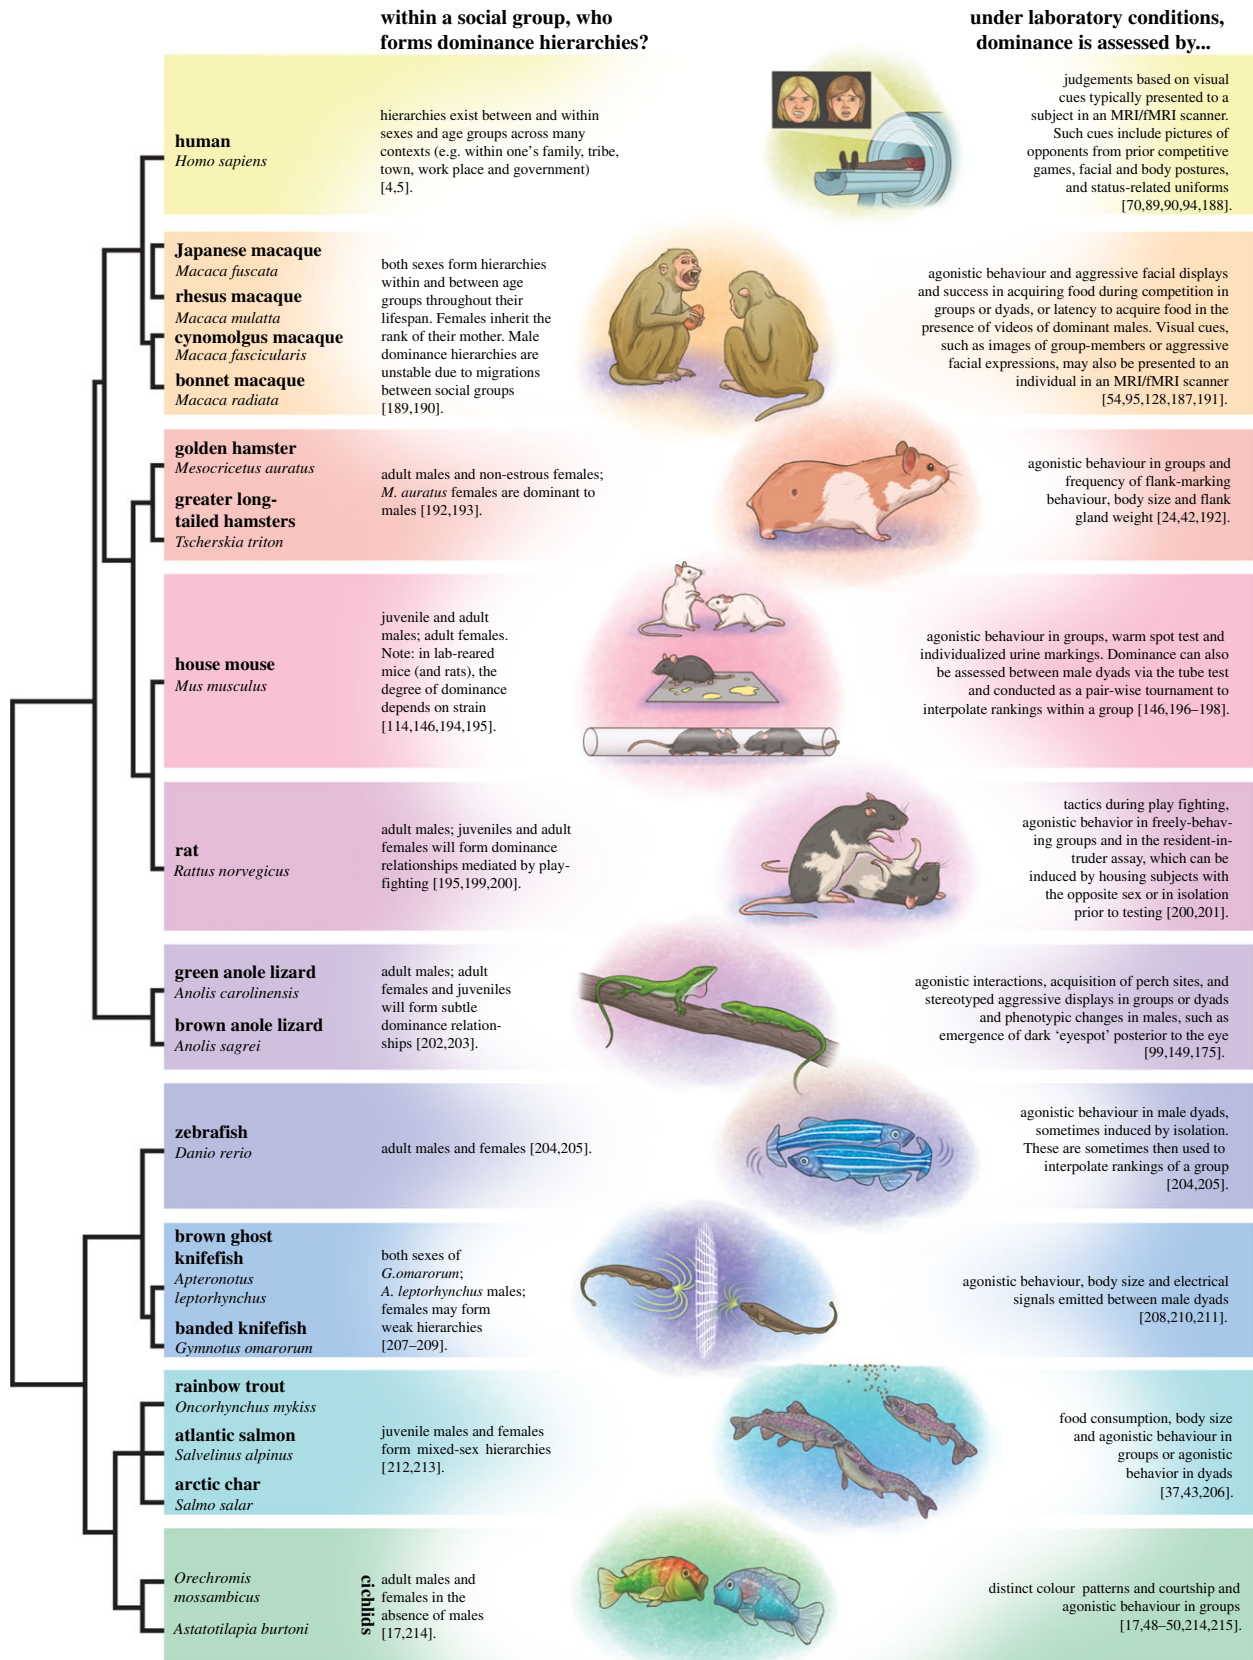 within a social group, who
forms dominance hierarchies?
under laboratory conditions,
dominance is assessed by...
human
Homo sapiens
hierarchies exist between and within
sexes and age groups across many
contexts (e.g. within one's family, tribe,
town, work place and government)
[4,5].
judgements based on visual
cues typically presented to a
subject in an MRI/fMRI scanner.
Such cues include pictures of
opponents from prior competitive
games, facial and body postures,
and status-related uniforms
[70,89,90,94,188].
Japanese macaque
Macaca fuscata
rhesus macaque
Macaca mulatta
cynomolgus macaque
Macaca fascicularis
bonnet macaque
Macaca radiata
both sexes form hierarchies
within and between age
groups throughout their
lifespan. Females inherit the
rank of their mother. Male
dominance hierarchies are
unstable due to migrations
between social groups
[189,190].
agonistic behaviour and aggressive facial displays
and success in acquiring food during competition in
groups or dyads, or latency to acquire food in the
presence of videos of dominant males. Visual cues,
such as images of group-members or aggressive
facial expressions, may also be presented to an
individual in an MRI/fMRI scanner
[54,95,128,187,191].
golden hamster
Mesocricetus auratus
greater long-
tailed hamsters
Tscherskia triton
adult males and non-estrous females;
M. auratus females are dominant to
males [192,193].
agonistic behaviour in groups and
frequency of flank-marking
behaviour, body size and flank
gland weight [24,42,192].
house mouse
Mus musculus
juvenile and adult
males; adult females.
Note: in lab-reared
mice (and rats), the
degree of dominance
depends on strain
[114,146,194,195].
agonistic behaviour in groups, warm spot test and
individualized urine markings. Dominance can also
be assessed between male dyads via the tube test
and conducted as a pair-wise tournament to
interpolate rankings within a group [146,196–198].
rat
Rattus norvegicus
adult males; juveniles and adult
females will form dominance
relationships mediated by play-
fighting [195,199,200].
tactics during play fighting,
agonistic behavior in freely-behav-
ing groups and in the resident-in-
truder assay, which can be
induced by housing subjects with
the opposite sex or in isolation
prior to testing [200,201].
green anole lizard
Anolis carolinensis
brown anole lizard
Anolis sagrei
adult males; adult
females and juveniles
will form subtle
dominance relation-
ships [202,203].
agonistic interactions, acquisition of perch sites, and
stereotyped aggressive displays in groups or dyads
and phenotypic changes in males, such as
emergence of dark 'eyespot' posterior to the eye
[99,149,175].
zebrafish
Danio rerio
adult males and females [204,205].
agonistic behaviour in male dyads,
sometimes induced by isolation.
These are sometimes then used to
interpolate rankings of a group
[204,205].
brown ghost
knifefish
Apteronotus
leptorhynchus
banded knifefish
Gymnotus omarorum
both sexes of
G.omarorum;
A. leptorhynchus males;
females may form
weak hierarchies
[207–209].
agonistic behaviour, body size and electrical
signals emitted between male dyads
[208,210,211].
rainbow trout
Oncorhynchus mykiss
atlantic salmon
Salvelinus alpinus
arctic char
Salmo salar
juvenile males and females
form mixed-sex hierarchies
[212,213].
food consumption, body size
and agonistic behaviour in
groups or agonistic
behavior in dyads
[37,43,206].
Orechromis
mossambicus
Astatotilapia burtoni
cichlids
adult males and
females in the
absence of males
[17,214].
distinct colour patterns and courtship and
agonistic behaviour in groups
[17,48–50,214,215].